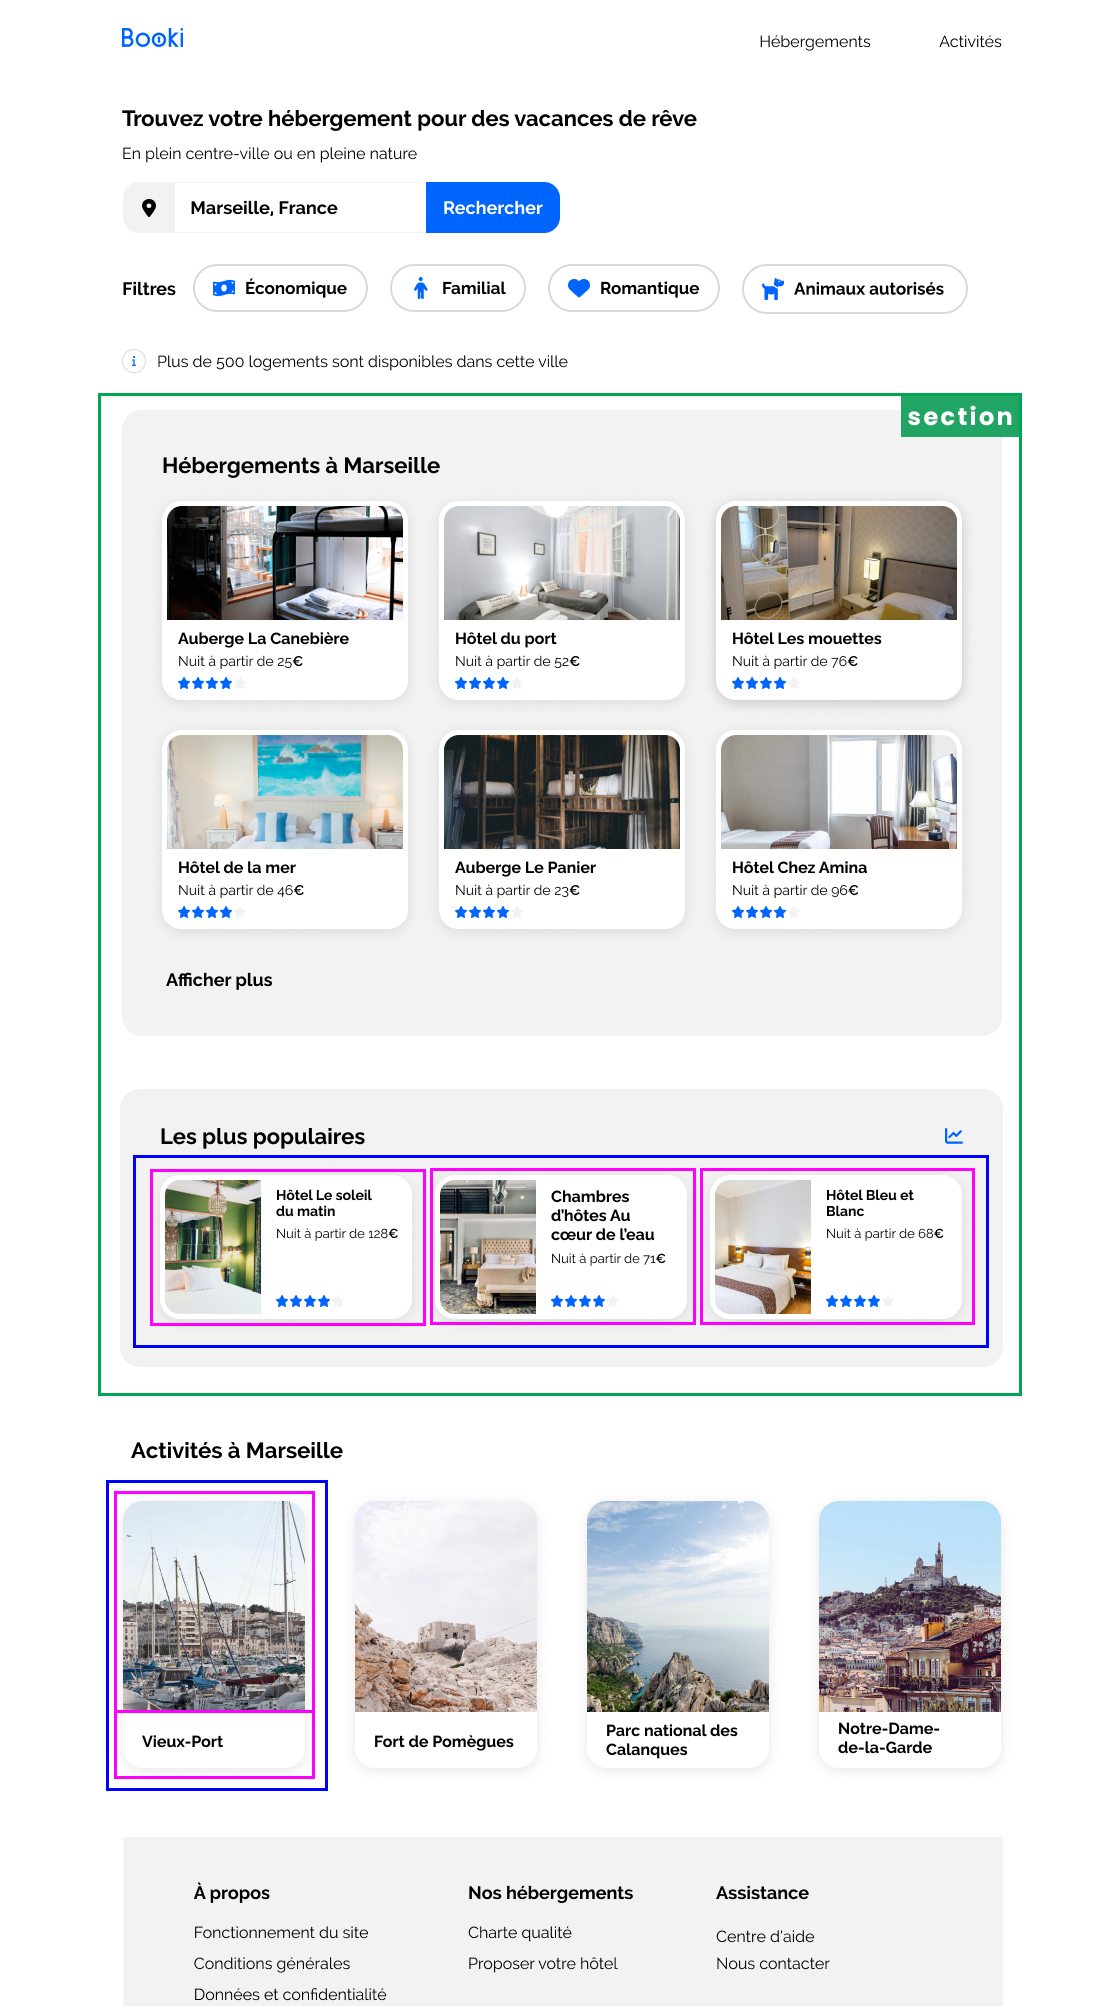 Booki
Hébergements
Activités
Trouvez votre hébergement pour des vacances de rêve
En plein centre-ville ou en pleine nature
Marseille, France
Rechercher
Filtres
Économique
Familial
Romantique
Animaux autorisés
Plus de 500 logements sont disponibles dans cette ville
section
Hébergements à Marseille
Auberge La Canebière
Nuit à partir de 25€
Hôtel du port
Nuit à partir de 52€
Hôtel Les mouettes
Nuit à partir de 76€
Hôtel de la mer
Nuit à partir de 46€
Auberge Le Panier
Nuit à partir de 23€
Hôtel Chez Amina
Nuit à partir de 96€
Afficher plus
Les plus populaires
Hôtel Le soleil
du matin
Nuit à partir de 128€
Chambres
d'hôtes Au
cœur de l'eau
Nuit à partir de 71€
Hôtel Bleu et
Blanc
Nuit à partir de 68€
Activités à Marseille
Vieux-Port
Fort de Pomègues
Parc national des
Calanques
Notre-Dame-
de-la-Garde
À propos
Fonctionnement du site
Conditions générales
Données et confidentialité
Nos hébergements
Charte qualité
Proposer votre hôtel
Assistance
Centre d'aide
Nous contacter